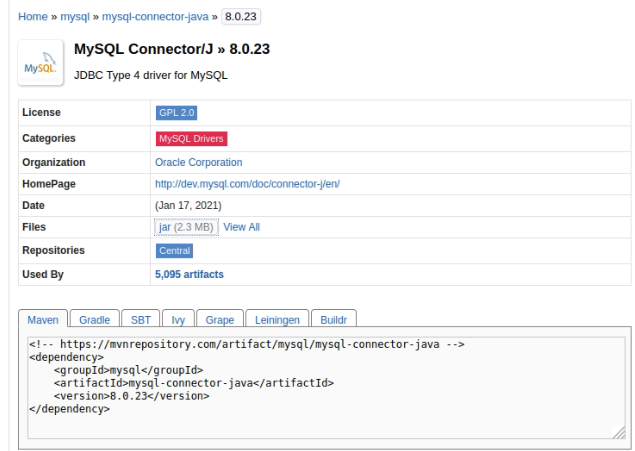 Home » mysql » mysql-connector-java » 8.0.23
MySQL Connector/J » 8.0.23
MySQL.
JDBC Type 4 driver for MySQL
License GPL 2.0
Categories MySQL Drivers
Organization Oracle Corporation
HomePage http://dev.mysql.com/doc/connector-j/en/
Date (Jan 17, 2021)
Files jar (2.3 MB) View All
Repositories Central
Used By 5,095 artifacts
Maven Gradle SBT Ivy Grape Leiningen Buildr
<!-- https://mvnrepository.com/artifact/mysql/mysql-connector-java -->
<dependency>
    <groupId>mysql</groupId>
    <artifactId>mysql-connector-java</artifactId>
    <version>8.0.23</version>
</dependency>